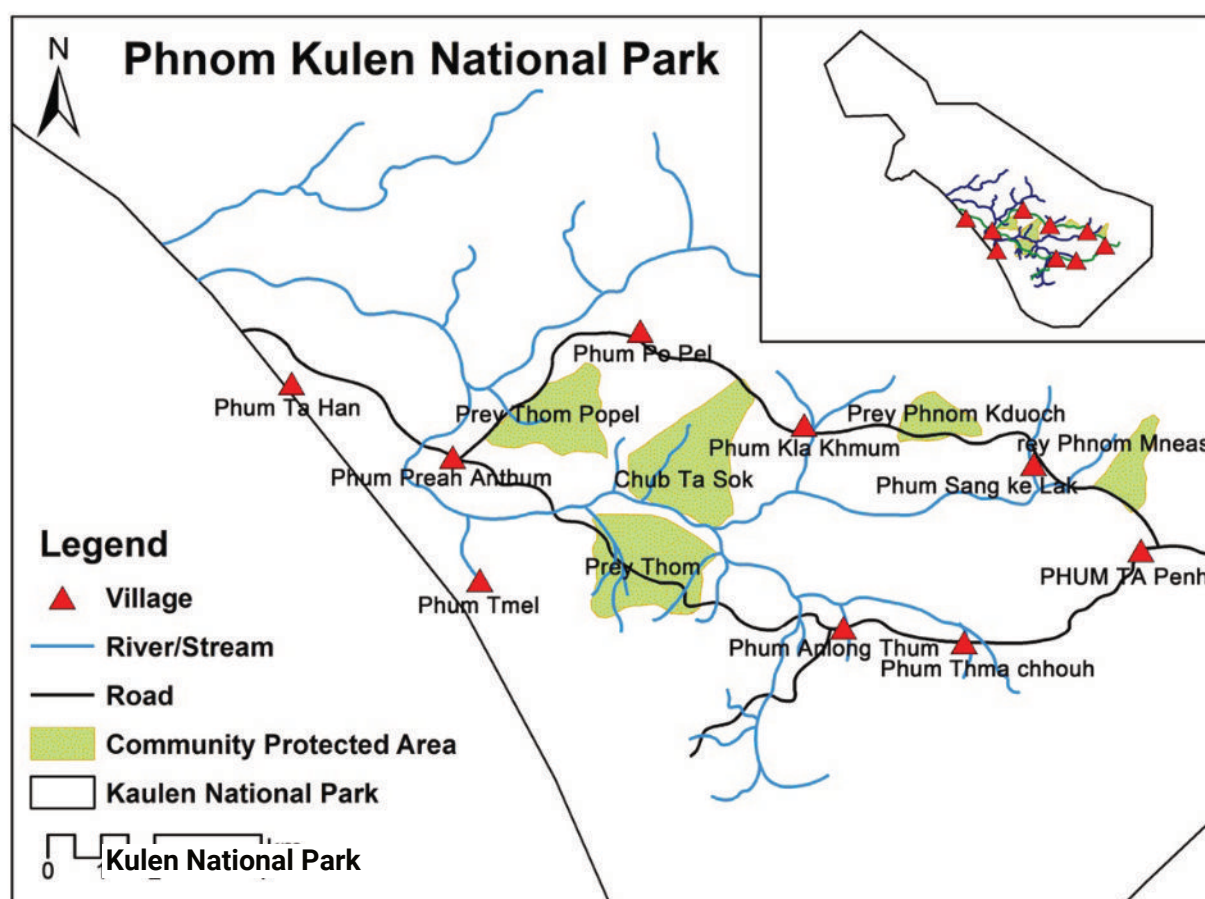 N
Phnom Kulen National Park
Phum Po Pel
Phum Ta Han
Prey Thom Popel
Prey Phnom Kduoch
Phum Kla Khmum
rey Phnom Mneas
Phum Preah Anthum
Chub Ta Sok
Phum Sang ke Lak
Prey Thom
PHUM TA Penh
Phum Tmel
Phum Anlong Thum
Phum Thma chhouh
Legend
Village
River/Stream
Road
Community Protected Area
Kaulen National Park
0
Kulen National Park